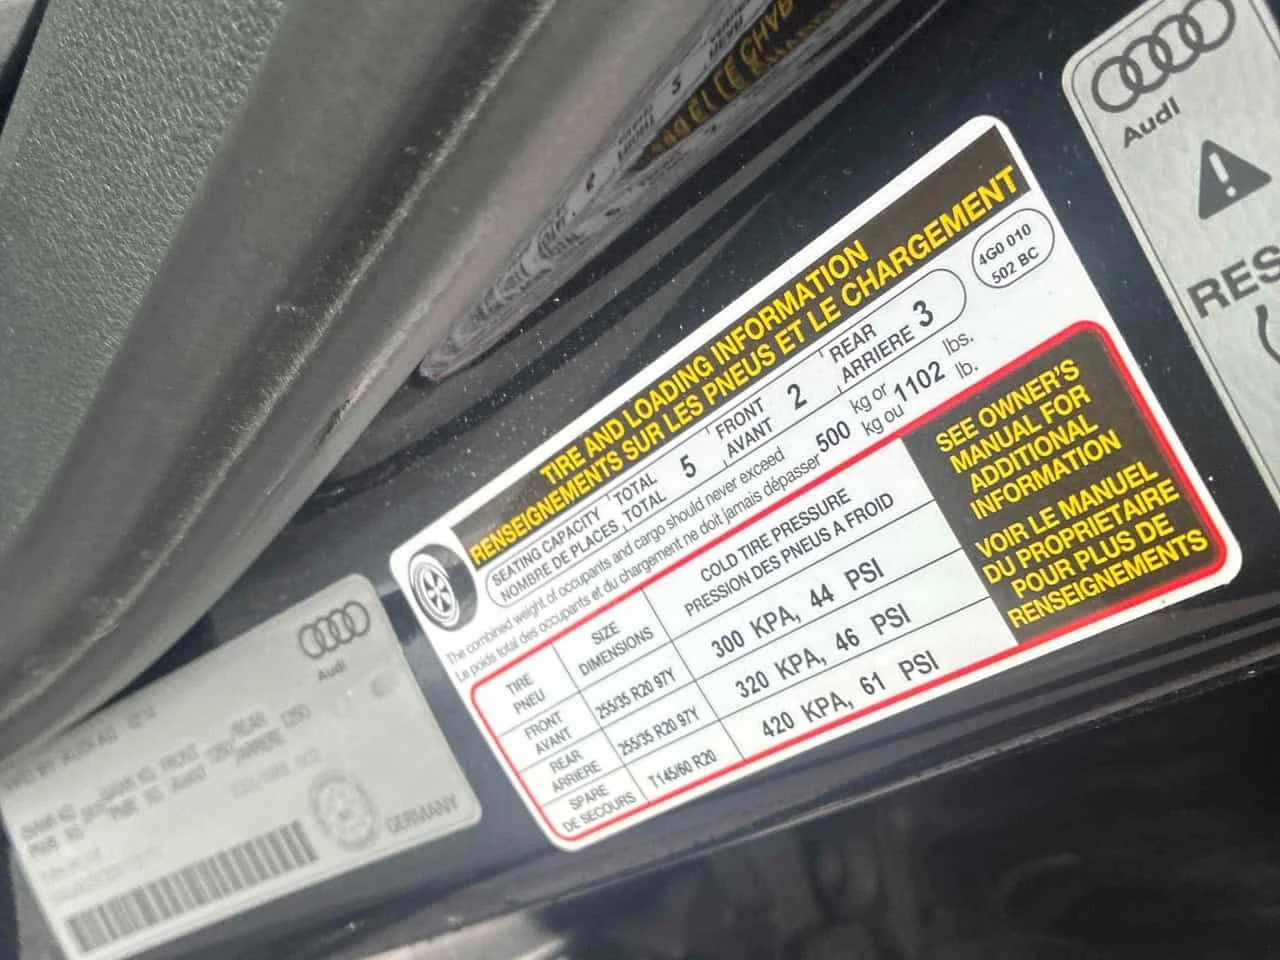 TIRE AND LOADING INFORMATION
RENSEIGNEMENTS SUR LES PNEUS ET LE CHARGEMENT
4G0 010
502 BC
SEATING CAPACITY TOTAL 5 FRONT 2 REAR 3
NOMBRE DE PLACES TOTAL AVANT ARRIERE
The combined weight of occupants and cargo should never exceed 500 kg or 1102 lbs.
Le poids total des occupants et du chargement ne doit jamais dépasser kg ou lb.
TIRE SIZE COLD TIRE PRESSURE
PNEU DIMENSIONS PRESSION DES PNEUS A FROID
FRONT
AVANT 255/35 R20 97Y 300 KPA, 44 PSI
REAR
ARRIERE 255/35 R20 97Y 320 KPA, 46 PSI
SPARE
DE SECOURS T145/60 R20 420 KPA, 61 PSI
SEE OWNER'S
MANUAL FOR
ADDITIONAL
INFORMATION
VOIR LE MANUEL
DU PROPRIETAIRE
POUR PLUS DE
RENSEIGNEMENTS
Audi
RES
Audi
GERMANY